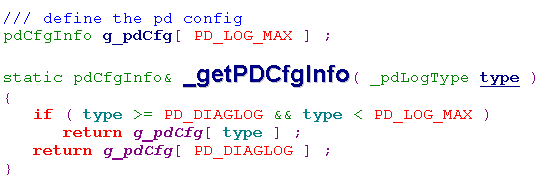 /// define the pd config
pdCfgInfo g_pdCfg[ PD_LOG_MAX ] ;
static pdCfgInfo& _getPDCfgInfo( _pdLogType type )
{
if ( type >= PD_DIAGLOG && type < PD_LOG_MAX )
return g_pdCfg[ type ] ;
return g_pdCfg[ PD_DIAGLOG ] ;
}